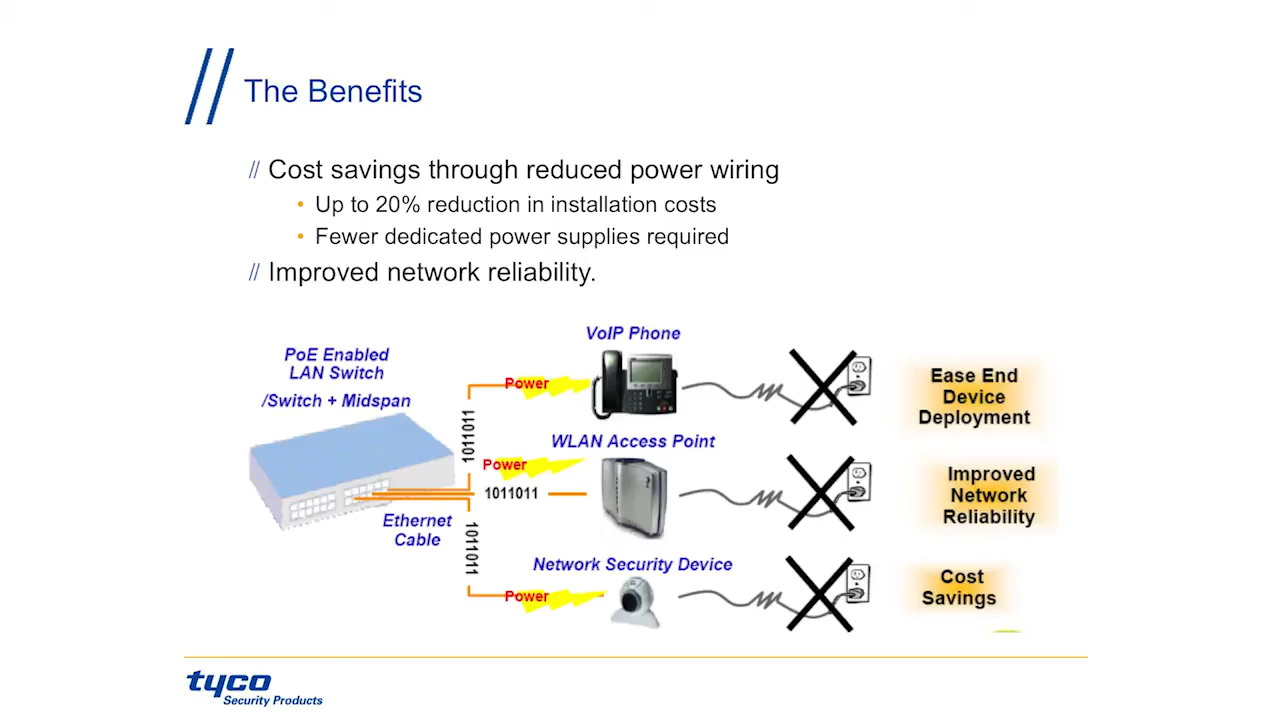 The Benefits
// Cost savings through reduced power wiring
• Up to 20% reduction in installation costs
• Fewer dedicated power supplies required
// Improved network reliability.
PoE Enabled
LAN Switch
/Switch + Midspan
Ethernet
Cable
1011011
1011011
1011011
VoIP Phone
Power
WLAN Access Point
Power
Network Security Device
Power
Ease End
Device
Deployment
Improved
Network
Reliability
Cost
Savings
tyco
Security Products